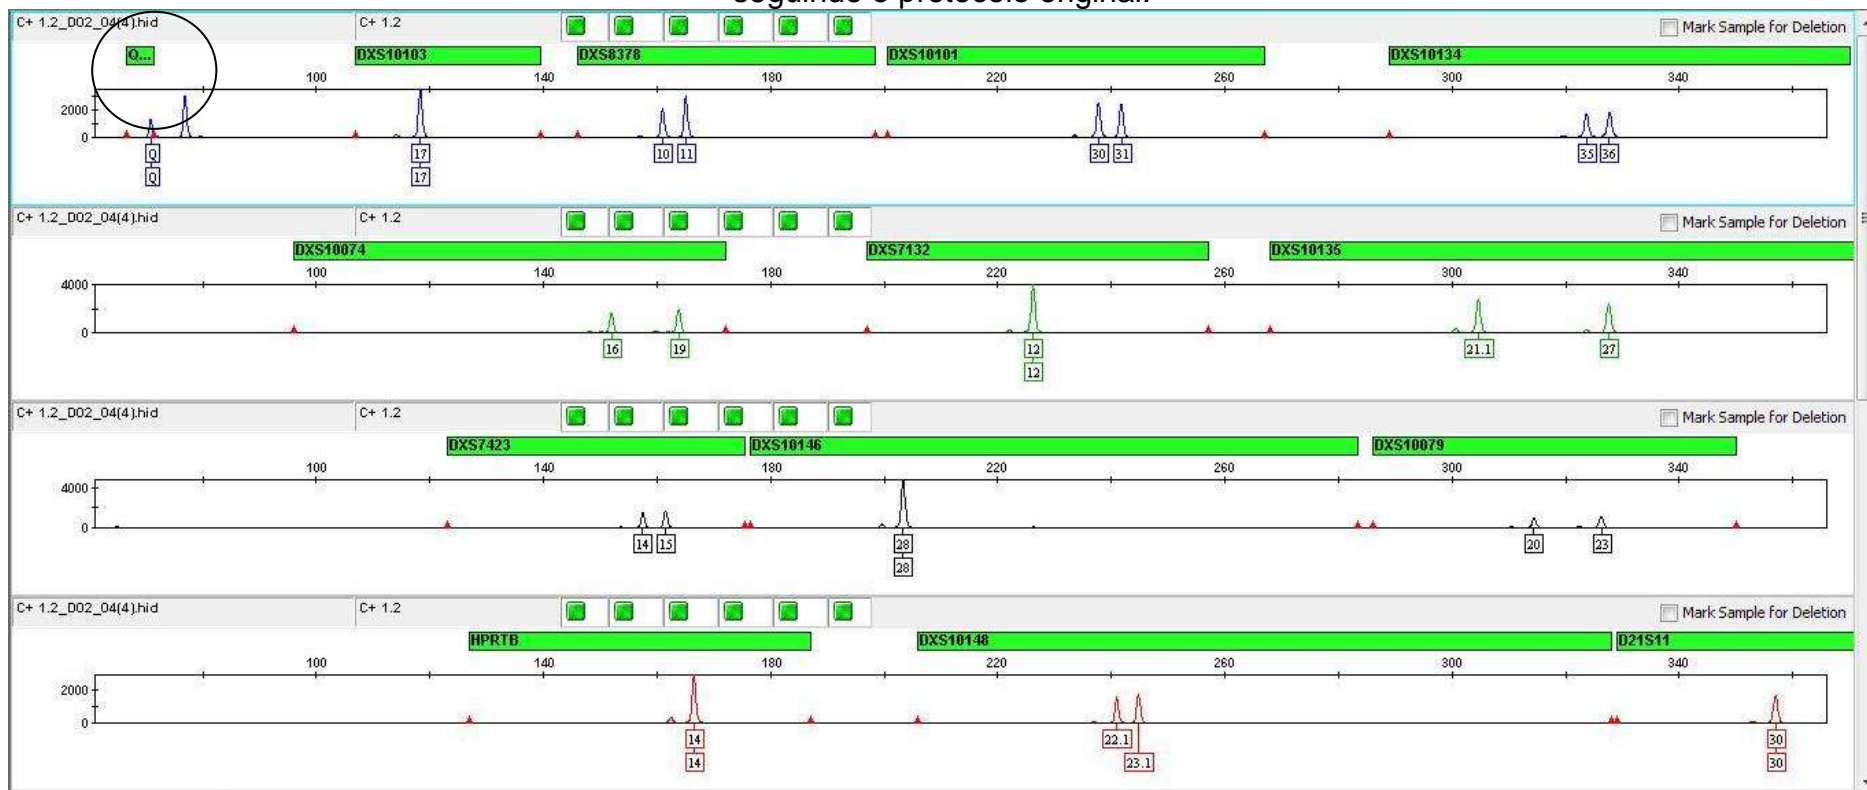 seguindo o protocolo original.
C+ 1.2_D02_04(4).hid C+ 1.2 Mark Sample for Deletion
Q... DXS10103 DXS8378 DXS10101 DXS10134
100 140 180 220 260 300 340
2000
0
Q 17 10 11 30 31 35 36
Q 17
C+ 1.2_D02_04(4).hid C+ 1.2 Mark Sample for Deletion
DXS10074 DXS7132 DXS10135
100 140 180 220 260 300 340
4000
0
16 19 12 21.1 27
12
C+ 1.2_D02_04(4).hid C+ 1.2 Mark Sample for Deletion
DXS7423 DXS10146 DXS10079
100 140 180 220 260 300 340
4000
0
14 15 28 20 23
28
C+ 1.2_D02_04(4).hid C+ 1.2 Mark Sample for Deletion
HPRTB DXS10148 D21S11
100 140 180 220 260 300 340
2000
0
14 22.1 30
14 23.1 30